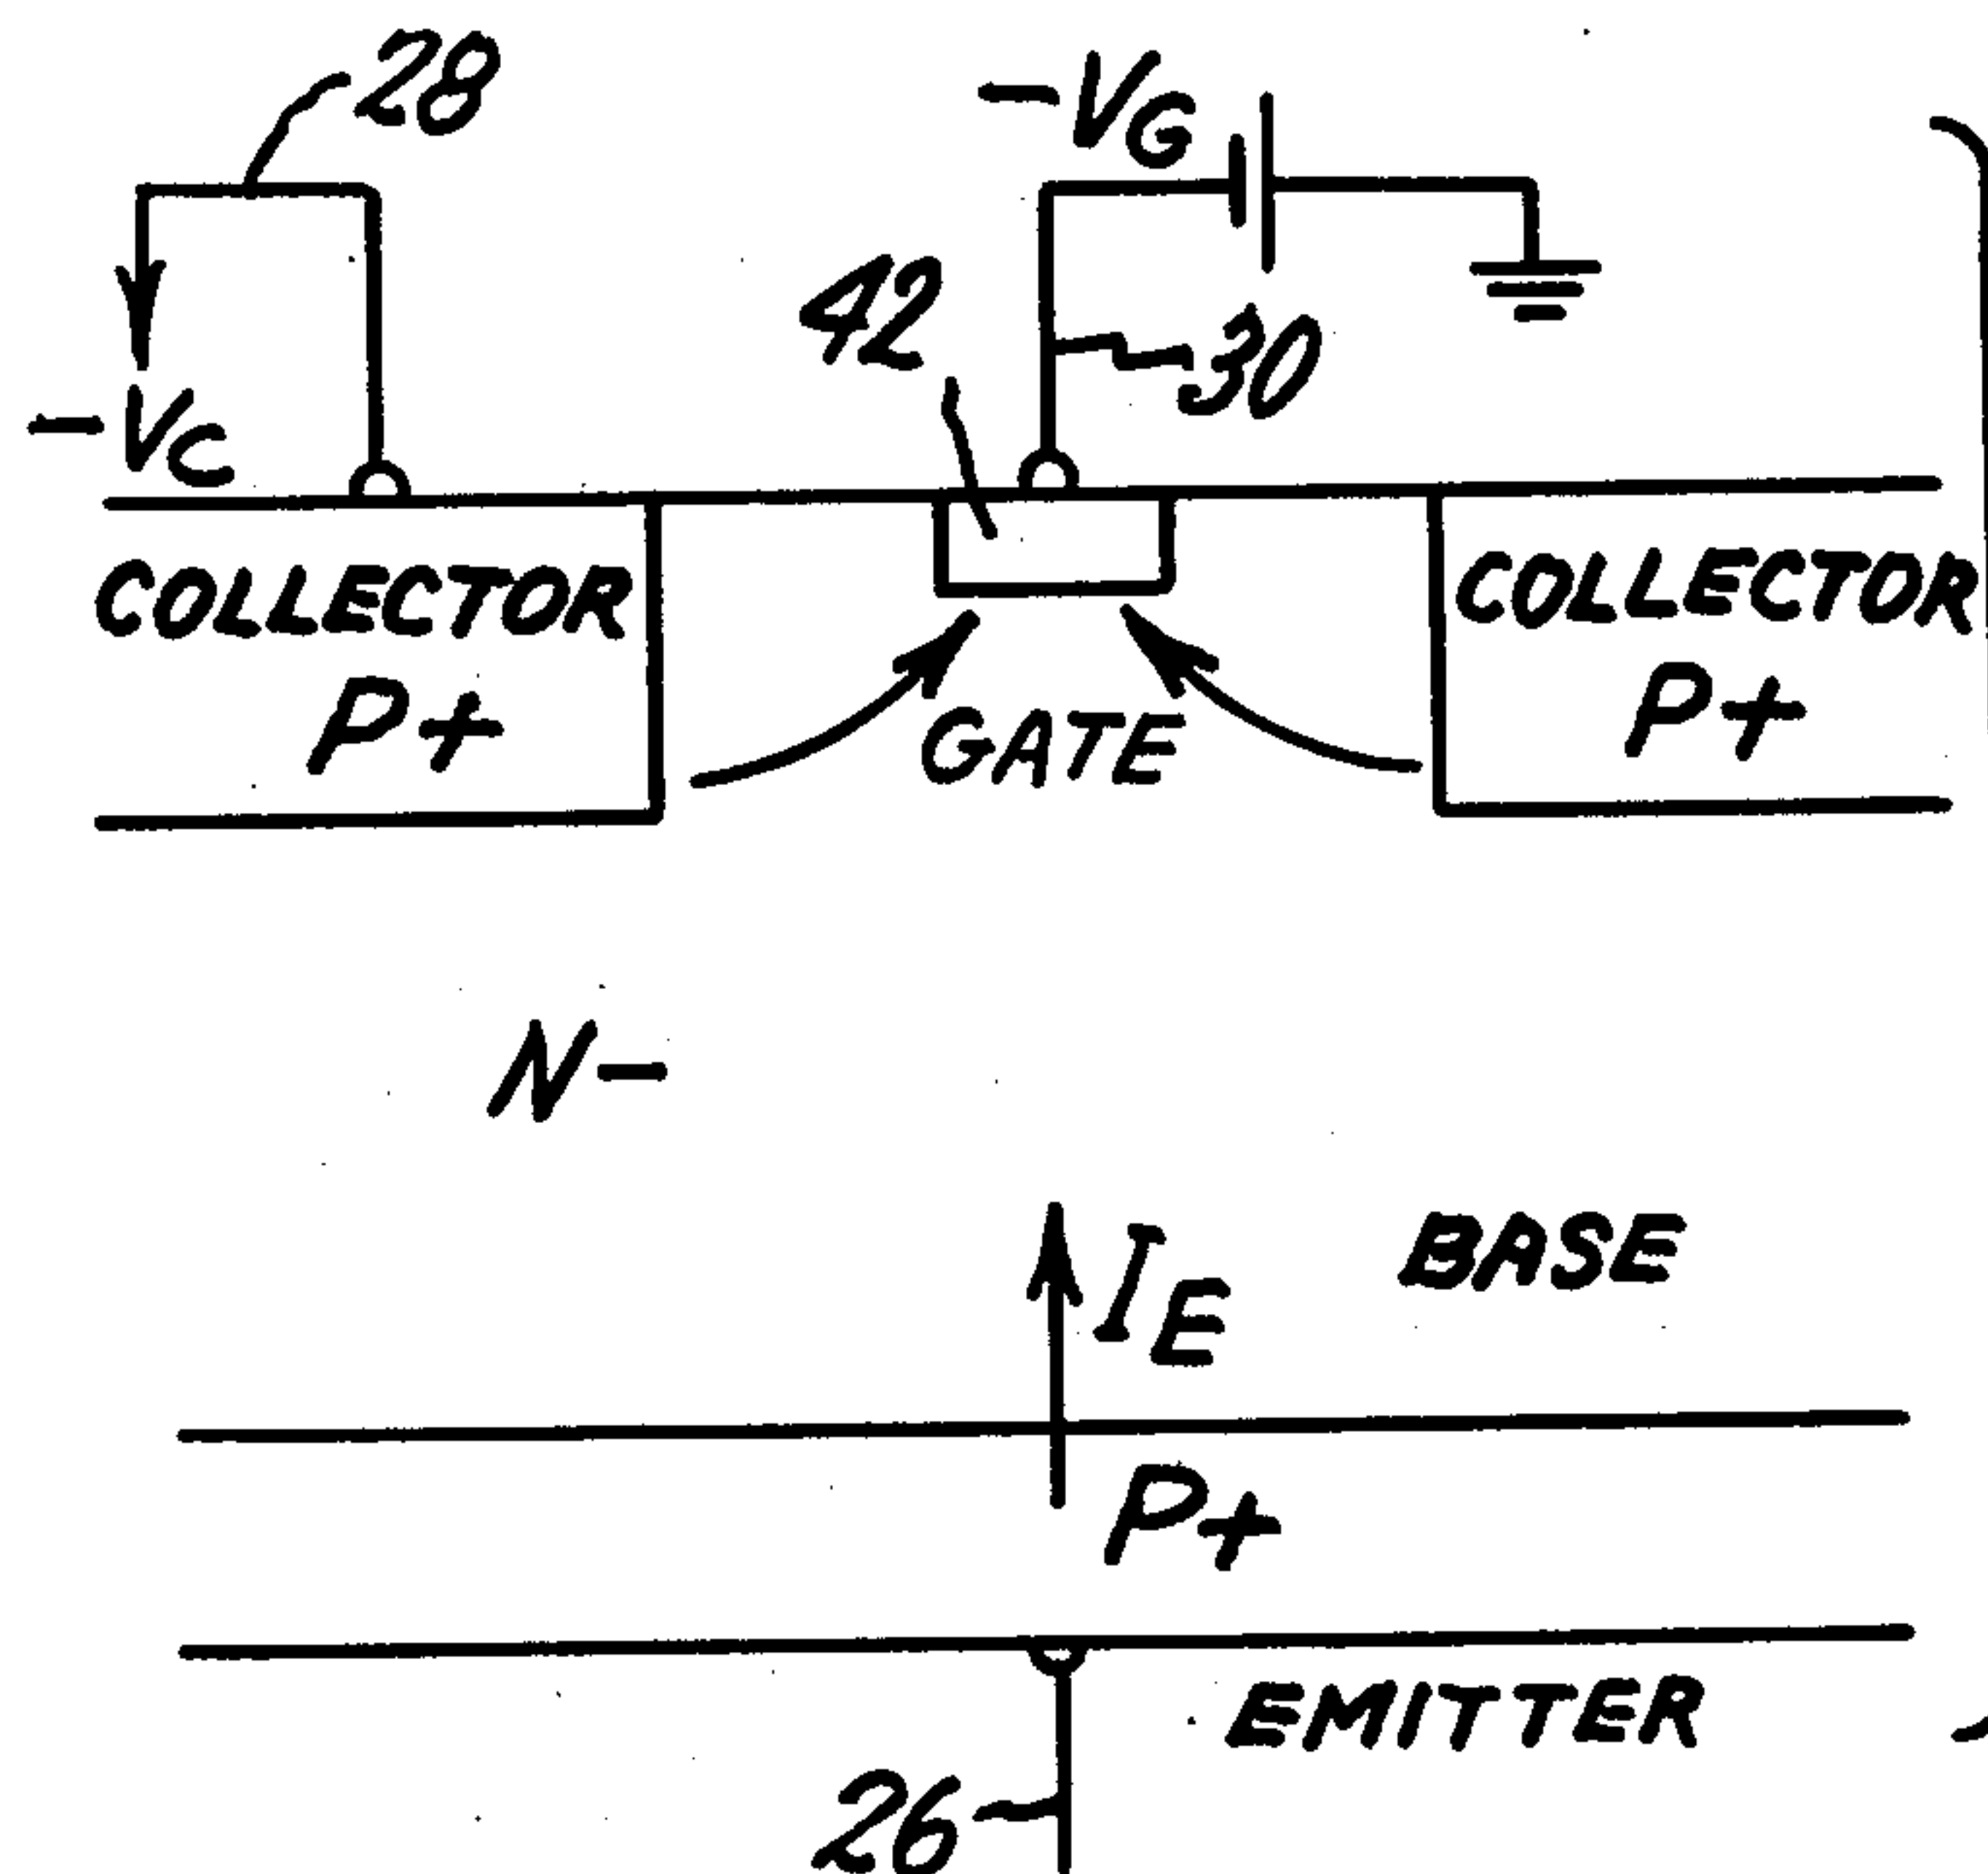 28
-VG
42
30
-VC
COLLECTOR
P+
GATE
COLLECTOR
P+
N-
IE
BASE
P+
EMITTER
26